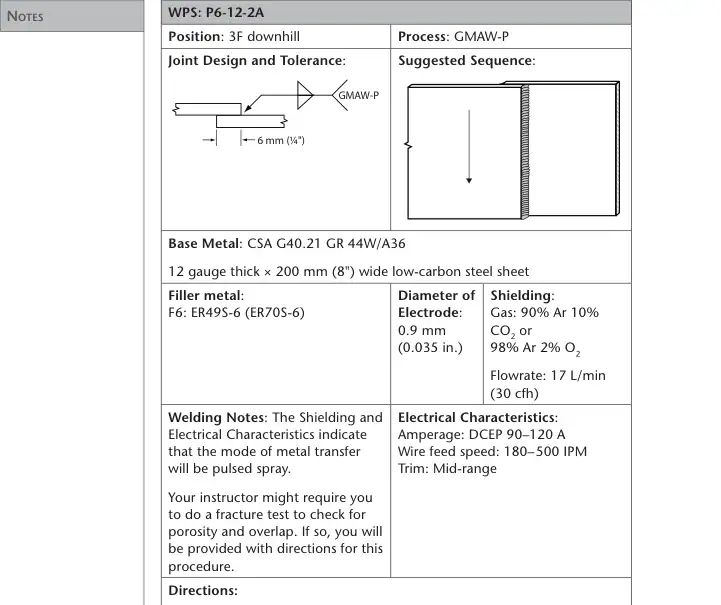 NOTES
WPS: P6-12-2A
Position: 3F downhill
Process: GMAW-P
Joint Design and Tolerance:
GMAW-P
6 mm (¼")
Suggested Sequence:
Base Metal: CSA G40.21 GR 44W/A36
12 gauge thick × 200 mm (8") wide low-carbon steel sheet
Filler metal:
F6: ER49S-6 (ER70S-6)
Diameter of
Electrode:
0.9 mm
(0.035 in.)
Shielding:
Gas: 90% Ar 10%
CO2 or
98% Ar 2% O2
Flowrate: 17 L/min
(30 cfh)
Welding Notes: The Shielding and
Electrical Characteristics indicate
that the mode of metal transfer
will be pulsed spray.
Your instructor might require you
to do a fracture test to check for
porosity and overlap. If so, you will
be provided with directions for this
procedure.
Electrical Characteristics:
Amperage: DCEP 90–120 A
Wire feed speed: 180–500 IPM
Trim: Mid-range
Directions: